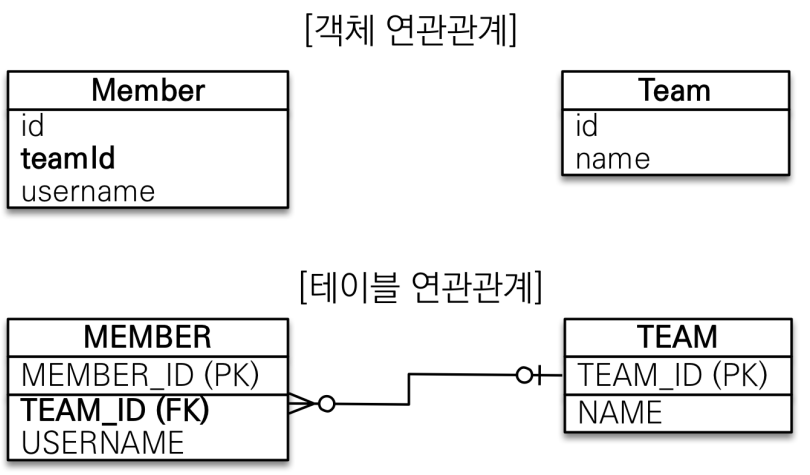 [객체 연관관계]
Member
id
teamId
username
Team
id
name
[테이블 연관관계]
MEMBER
MEMBER_ID (PK)
TEAM_ID (FK)
USERNAME
TEAM
TEAM_ID (PK)
NAME